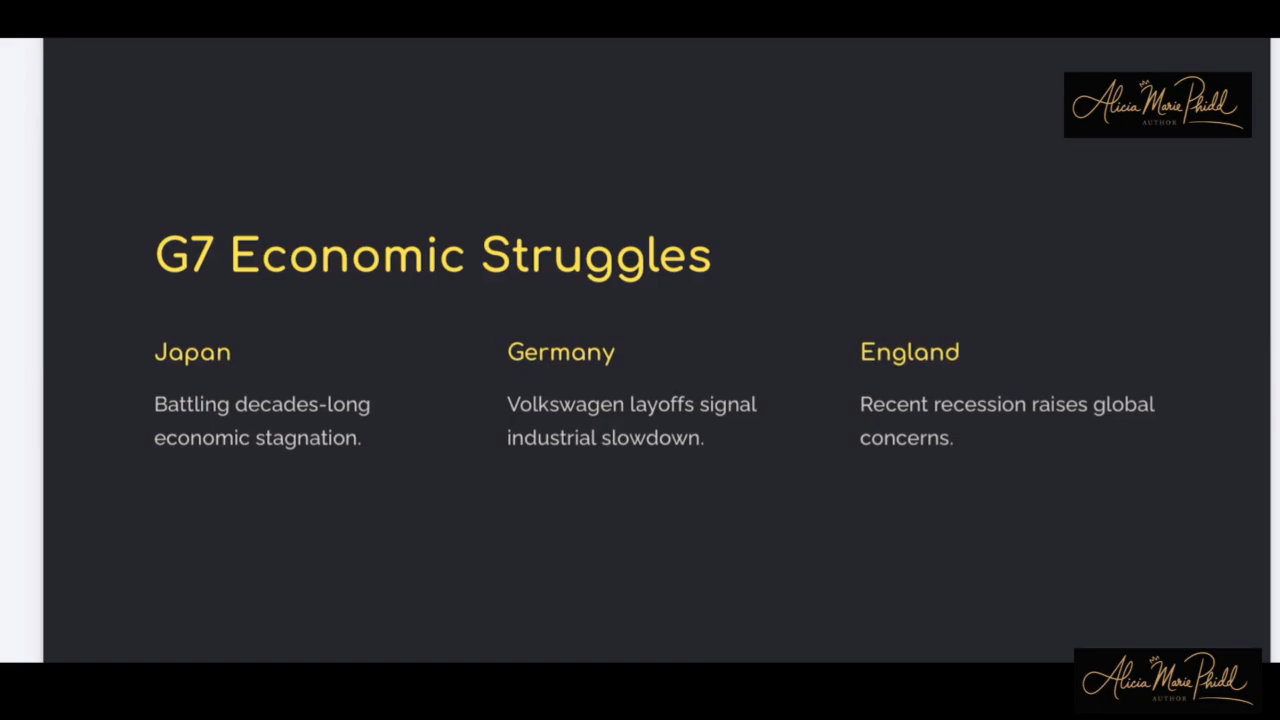 Alicia Marie Phidd
AUTHOR
G7 Economic Struggles
Japan
Battling decades-long
economic stagnation.
Germany
Volkswagen layoffs signal
industrial slowdown.
England
Recent recession raises global
concerns.
Alicia Marie Phidd
AUTHOR